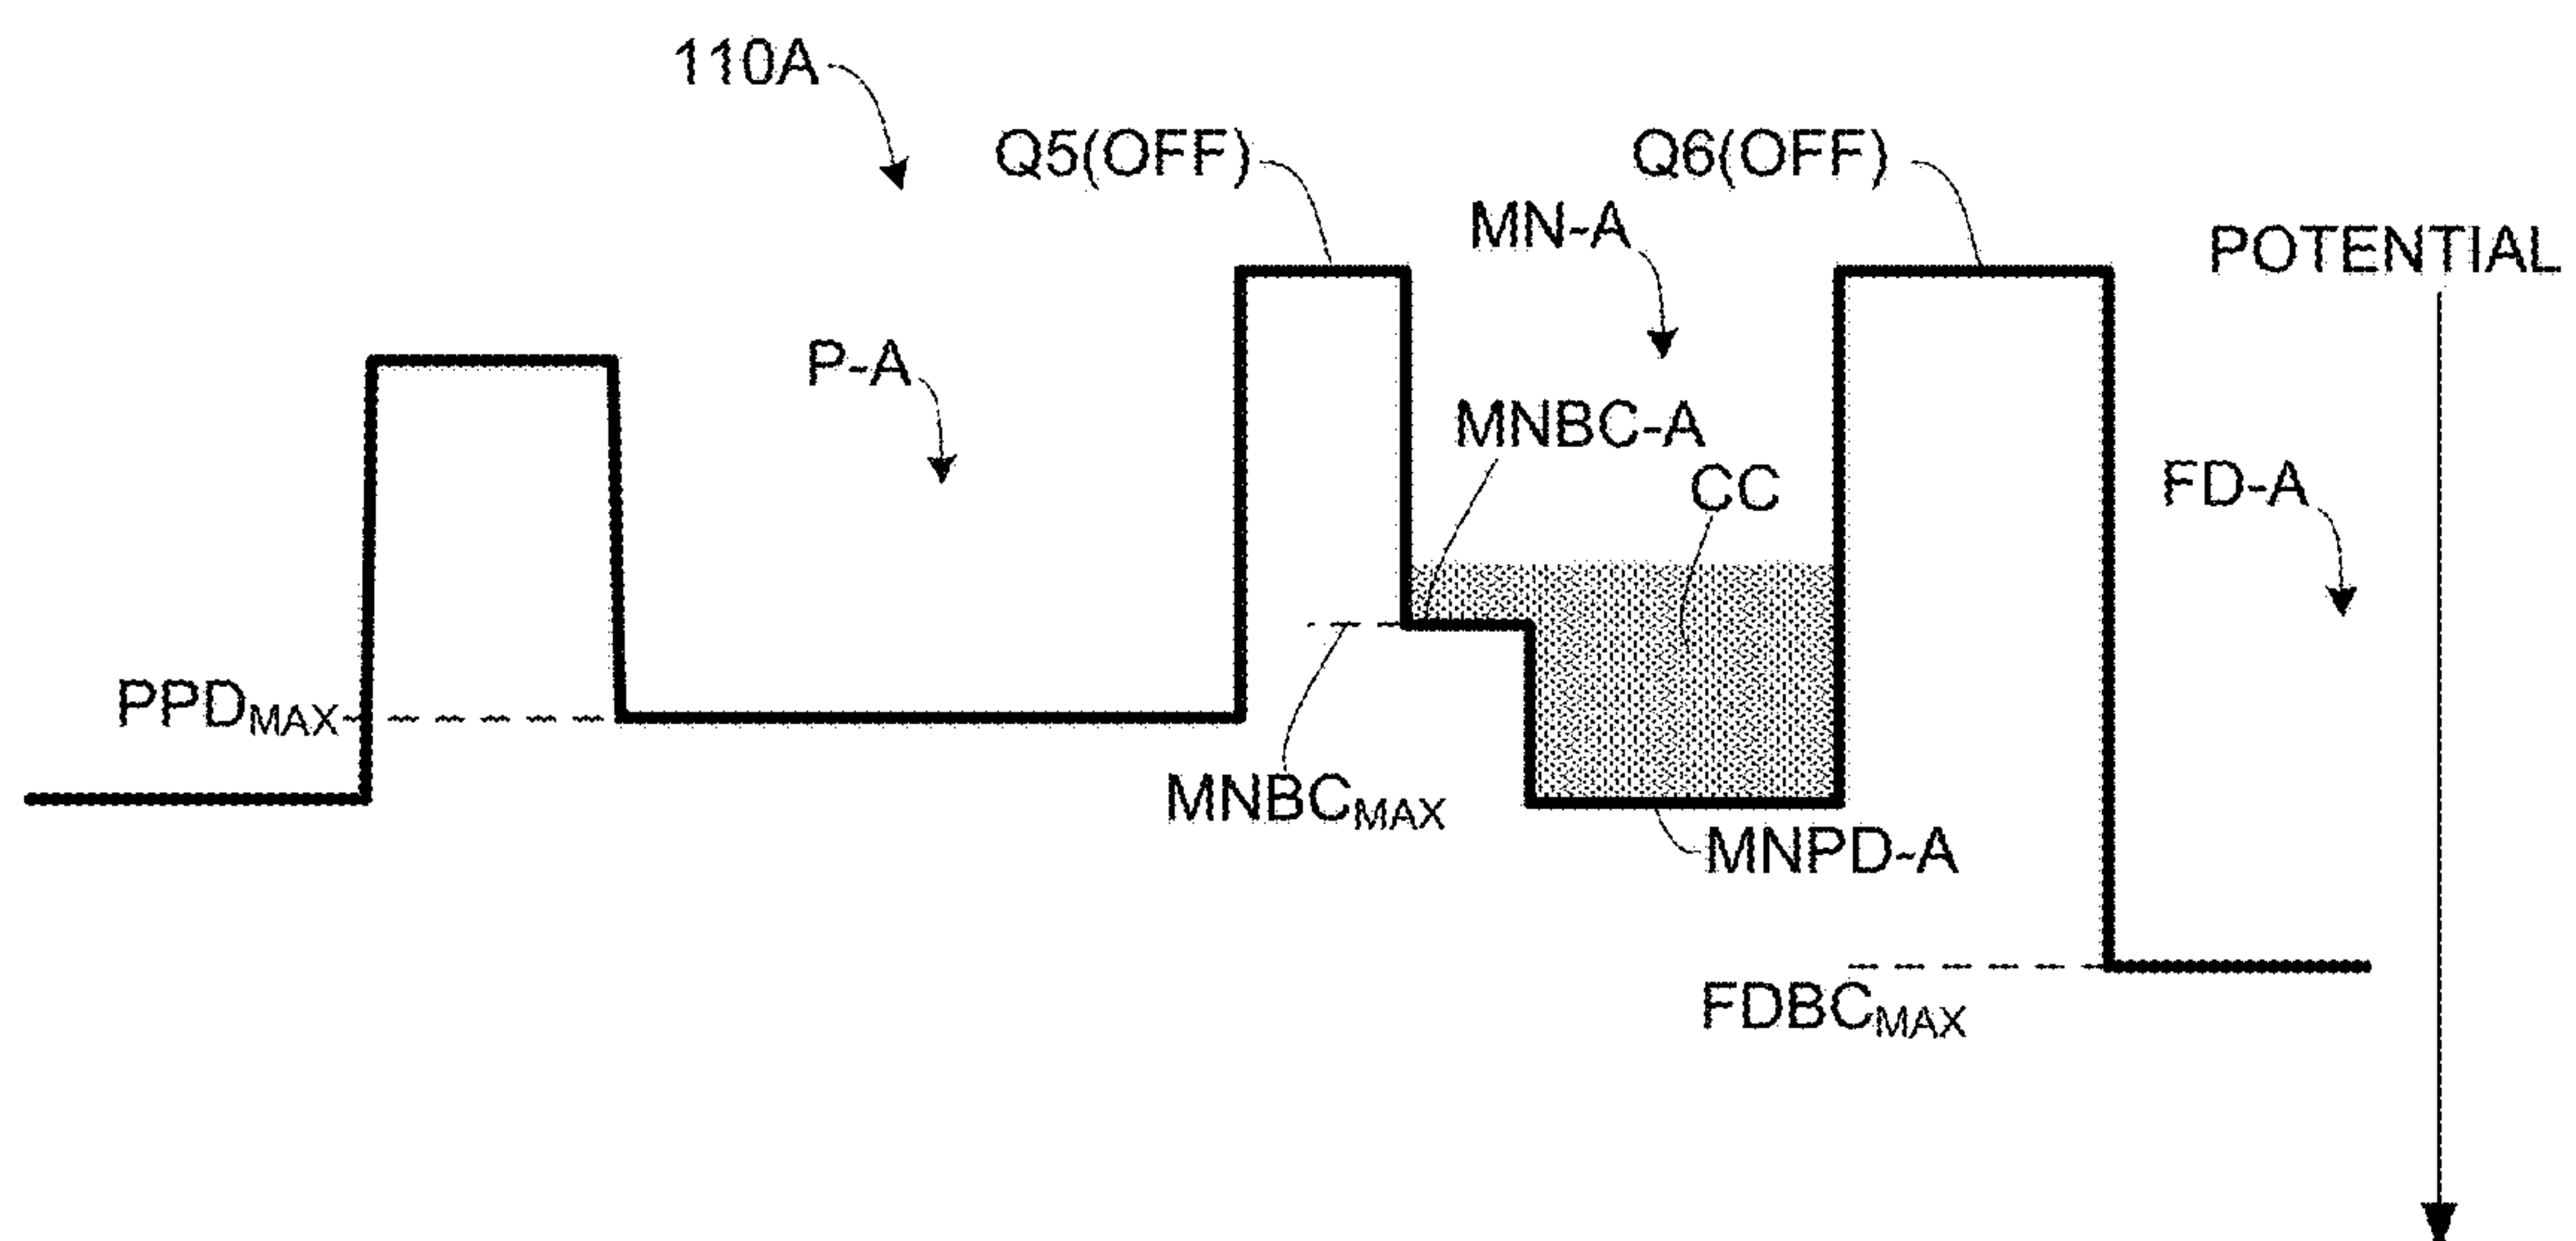 110A
Q5(OFF)
Q6(OFF)
MN-A
POTENTIAL
P-A
MNBC-A
CC
FD-A
PPDMAX
MNBCMAX
MNPD-A
FDBCMAX